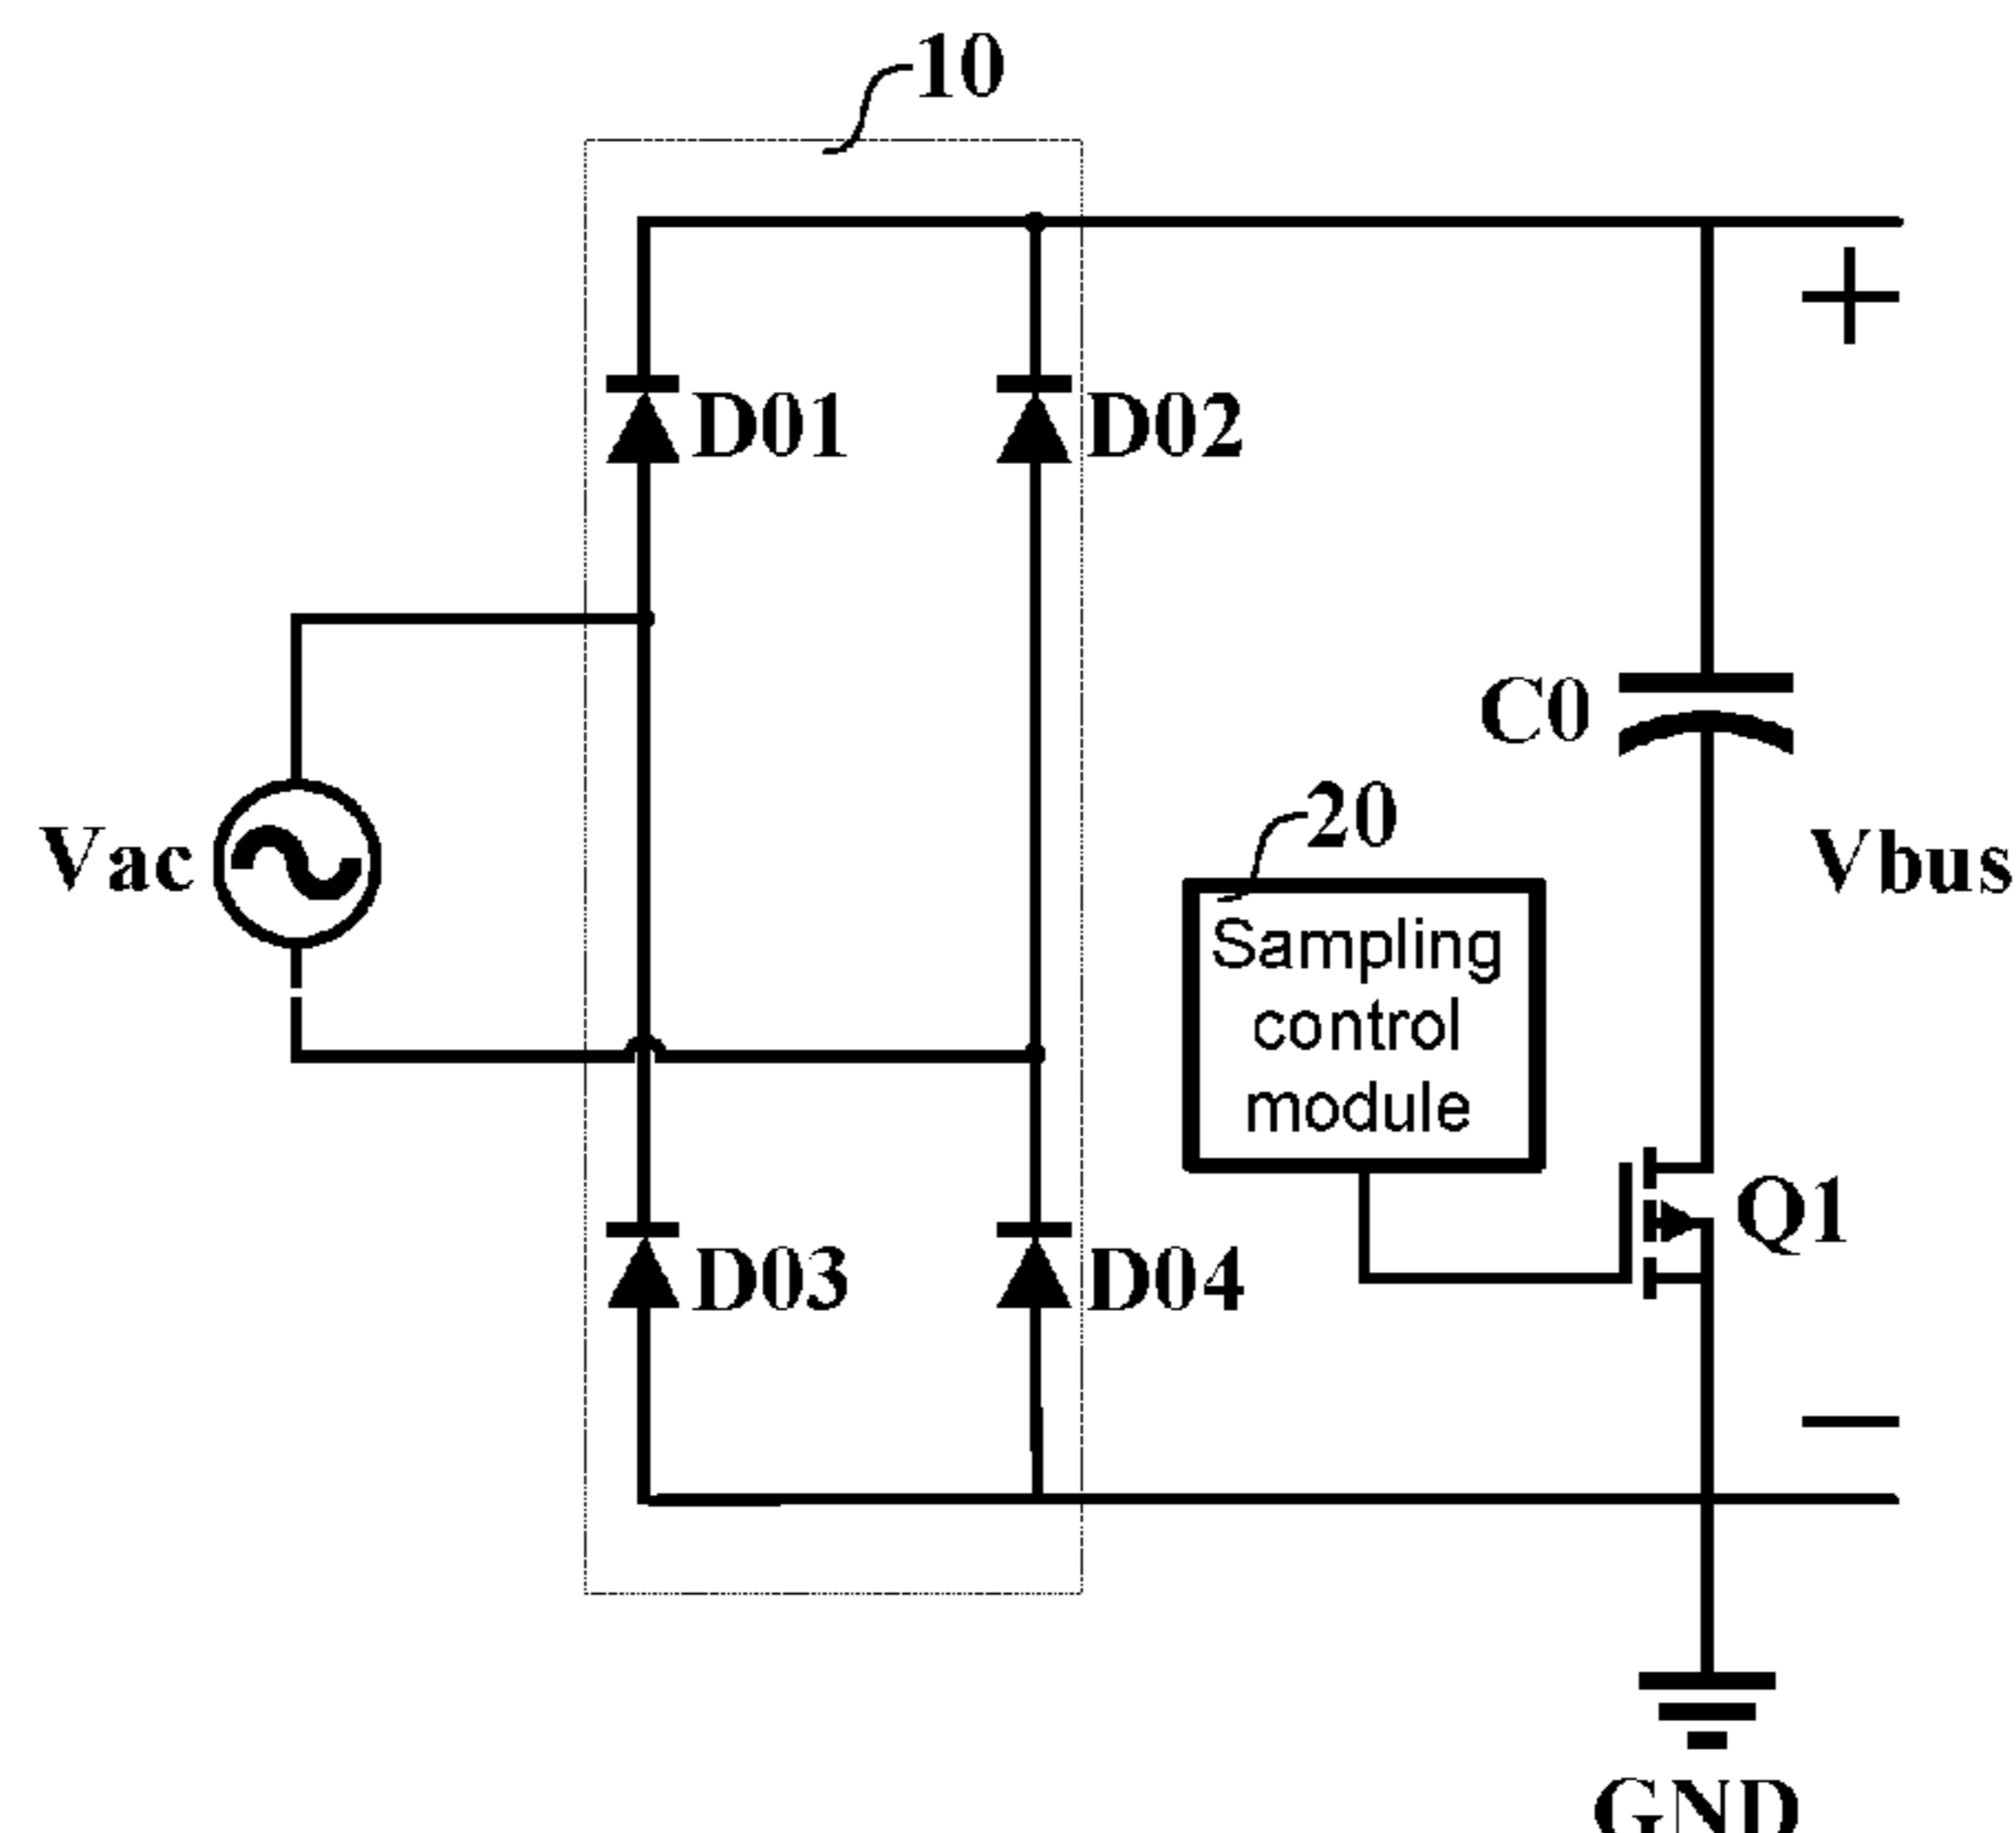 10
D01
D02
C0
20
Vac
Vbus
Sampling
control
module
Q1
D03
D04
GND